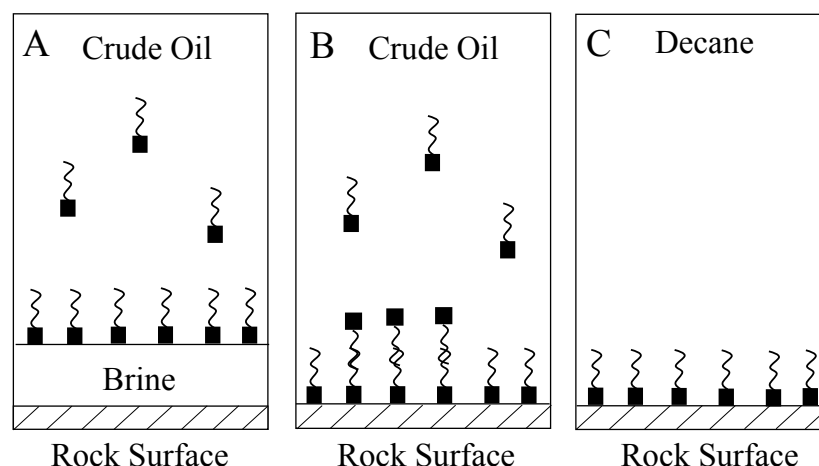 A
Crude Oil
Brine
Rock Surface
B
Crude Oil
Rock Surface
C
Decane
Rock Surface